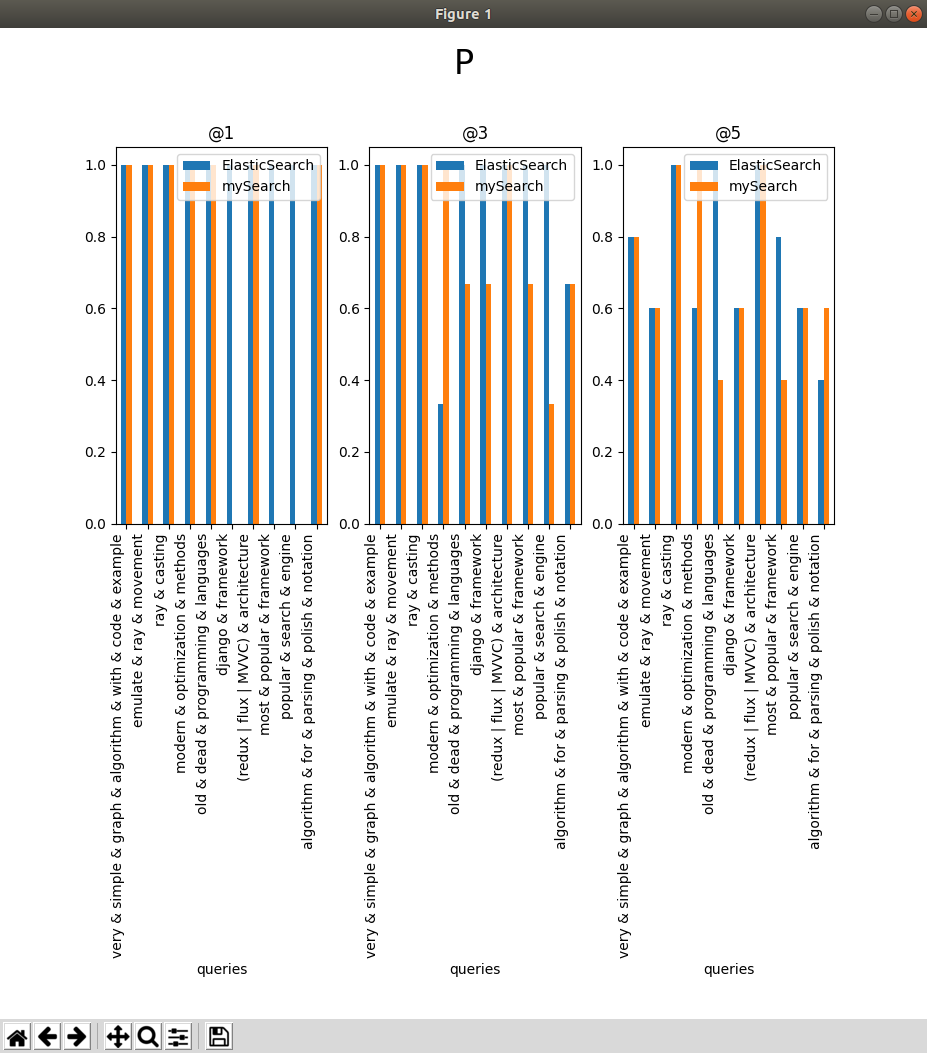 Figure 1
P
@1
@3
@5
ElasticSearch
mySearch
ElasticSearch
mySearch
ElasticSearch
mySearch
1.0
0.8
0.6
0.4
0.2
0.0
1.0
0.8
0.6
0.4
0.2
0.0
1.0
0.8
0.6
0.4
0.2
0.0
very & simple & graph & algorithm & with & code & example
emulate & ray & movement
ray & casting
modern & optimization & methods
old & dead & programming & languages
django & framework
(redux | flux | MVVC) & architecture
most & popular & framework
popular & search & engine
algorithm & for & parsing & polish & notation
very & simple & graph & algorithm & with & code & example
emulate & ray & movement
ray & casting
modern & optimization & methods
old & dead & programming & languages
django & framework
(redux | flux | MVVC) & architecture
most & popular & framework
popular & search & engine
algorithm & for & parsing & polish & notation
very & simple & graph & algorithm & with & code & example
emulate & ray & movement
ray & casting
modern & optimization & methods
old & dead & programming & languages
django & framework
(redux | flux | MVVC) & architecture
most & popular & framework
popular & search & engine
algorithm & for & parsing & polish & notation
queries
queries
queries